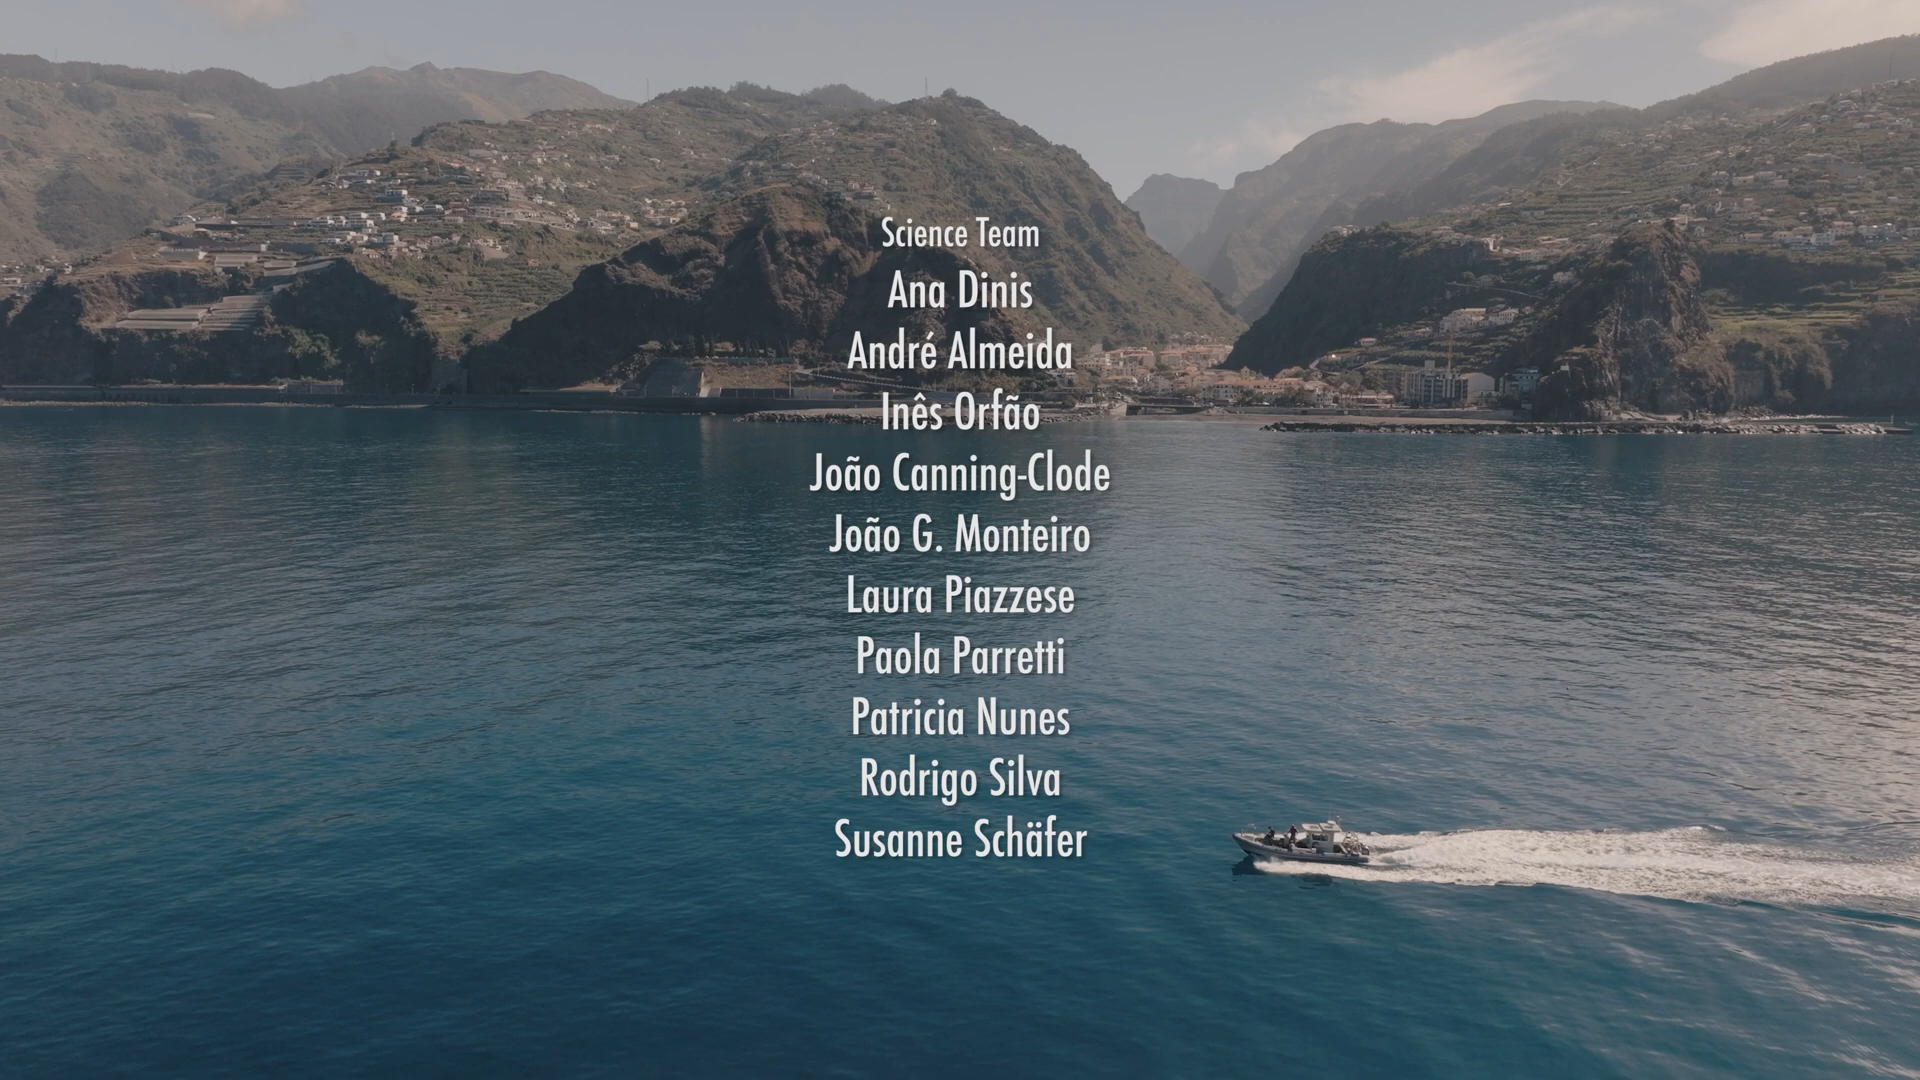 Science Team
Ana Dinis
André Almeida
Inês Orfão
João Canning-Clode
João G. Monteiro
Laura Piazzese
Paola Parretti
Patricia Nunes
Rodrigo Silva
Susanne Schäfer